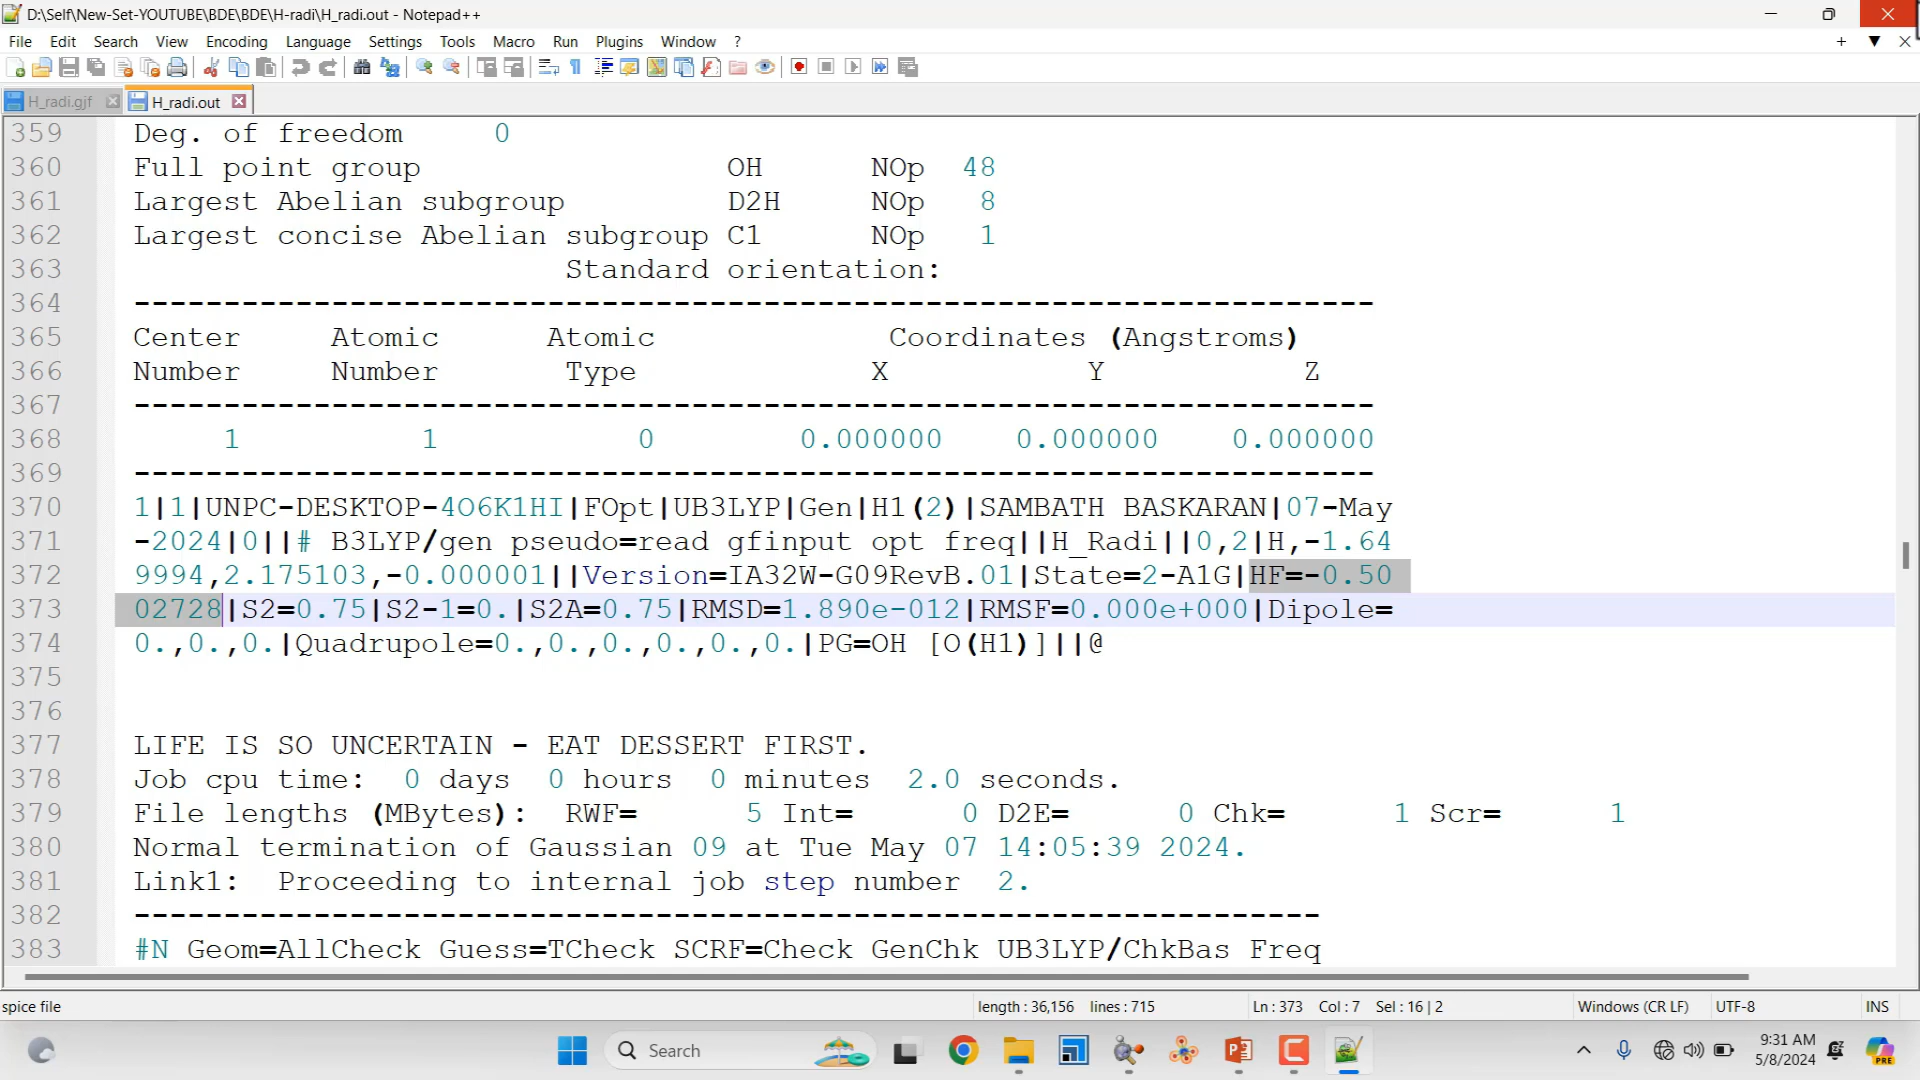 D:\Self\New-Set-YOUTUBE\BDE\BDE\H-radi\H_radi.out - Notepad++
File Edit Search View Encoding Language Settings Tools Macro Run Plugins Window ?
H_radi.gjf H_radi.out
359 Deg. of freedom 0
360 Full point group OH NOp 48
361 Largest Abelian subgroup D2H NOp 8
362 Largest concise Abelian subgroup C1 NOp 1
363 Standard orientation:
364 ---------------------------------------------------------------------
365 Center Atomic Atomic Coordinates (Angstroms)
366 Number Number Type X Y Z
367 ---------------------------------------------------------------------
368 1 1 0 0.000000 0.000000 0.000000
369 ---------------------------------------------------------------------
370 1|1|UNPC-DESKTOP-4O6K1HI|FOpt|UB3LYP|Gen|H1(2)|SAMBATH BASKARAN|07-May
371 -2024|0||# B3LYP/gen pseudo=read gfinput opt freq||H_Radi||0,2|H,-1.64
372 9994,2.175103,-0.000001||Version=IA32W-G09RevB.01|State=2-A1G|HF=-0.50
373 02728|S2=0.75|S2-1=0.|S2A=0.75|RMSD=1.890e-012|RMSF=0.000e+000|Dipole=
374 0.,0.,0.|Quadrupole=0.,0.,0.,0.,0.,0.|PG=OH [O(H1)]||@
375
376
377 LIFE IS SO UNCERTAIN - EAT DESSERT FIRST.
378 Job cpu time: 0 days 0 hours 0 minutes 2.0 seconds.
379 File lengths (MBytes): RWF= 5 Int= 0 D2E= 0 Chk= 1 Scr= 1
380 Normal termination of Gaussian 09 at Tue May 07 14:05:39 2024.
381 Link1: Proceeding to internal job step number 2.
382 ------------------------------------------------------------------
383 #N Geom=AllCheck Guess=TCheck SCRF=Check GenChk UB3LYP/ChkBas Freq
spice file length : 36,156 lines : 715 Ln : 373 Col : 7 Sel : 16 | 2 Windows (CR LF) UTF-8 INS
Search
9:31 AM
5/8/2024
PRE